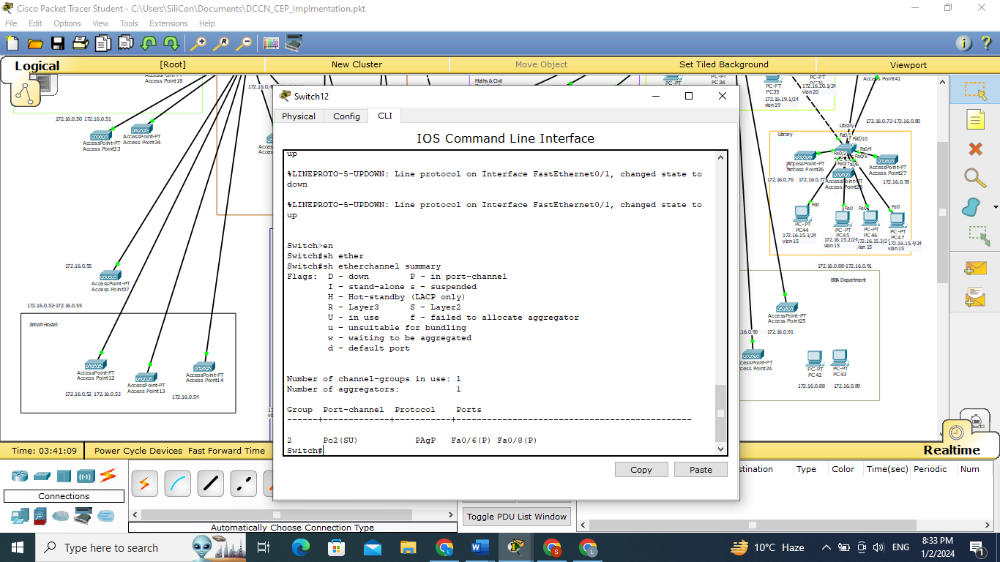 Cisco Packet Tracer Student - C:\Users\SiliCon\Documents\DCCN_CEP_Implmentation.pkt
File Edit Options View Tools Extensions Help
Logical
[Root]
New Cluster
Move Object
Set Tiled Background
Viewport
Access Point18
172.16.0.50 172.16.0.51
AccessPoint-PT
Access Point33
AccessPoint-PT
Access Point34
172.16.0.55
AccessPoint-PT
Access Point37
172.16.0.52-172.16.0.55
Jinnah Hostel
AccessPoint-PT
Access Point12
AccessPoint-PT
Access Point13
AccessPoint-PT
Access Point14
172.16.0.52 172.16.0.53
172.16.0.54
Maths & Civil
PC34
PC-PT
PC35
172.16.19.1/24
vlan 19
172.16.20.1/24
vlan 20
Access Point41
172.16.0.72-172.16.0.80
Library
Library
Fa0/10
Fa0/4
Fa0/2
Fa0/8
Fa0/7
AccessPoint-PT
Access Point26
AccessPoint-PT
Access Point27
172.16.0.76
172.16.0.78
Fa0
Fa0
Fa0
Fa0
PC-PT
PC44
PC-PT
PC45
PC-PT
PC46
PC-PT
PC47
172.16.15.1/24
vlan 15
172.16.15.2/24
vlan 15
172.16.15.3/24
vlan 15
172.16.15.4/24
vlan 15
172.16.0.88-172.16.0.91
BBA Department
AccessPoint-PT
Access Point25
172.16.0.91
Access Point24
PC-PT
PC42
PC-PT
PC43
172.16.0.88
172.16.0.89
Switch12
Physical Config CLI
IOS Command Line Interface
up
%LINEPROTO-5-UPDOWN: Line protocol on Interface FastEthernet0/1, changed state to
down
%LINEPROTO-5-UPDOWN: Line protocol on Interface FastEthernet0/1, changed state to
up
Switch>en
Switch#sh ether
Switch#sh etherchannel summary
Flags:  D - down        P - in port-channel
I - stand-alone s - suspended
H - Hot-standby (LACP only)
R - Layer3      S - Layer2
U - in use      f - failed to allocate aggregator
u - unsuitable for bundling
w - waiting to be aggregated
d - default port
Number of channel-groups in use: 1
Number of aggregators:           1
Group  Port-channel  Protocol    Ports
------+-------------+-----------+----------------------------------------------
2      Po2(SU)           PAgP   Fa0/6(P) Fa0/8(P)
Switch#
Copy
Paste
Time: 03:41:09
Power Cycle Devices Fast Forward Time
Realtime
Connections
Automatically Choose Connection Type
Toggle PDU List Window
Type Color Time(sec) Periodic Num
Type here to search
10°C Haze
ENG
8:33 PM
1/2/2024
1